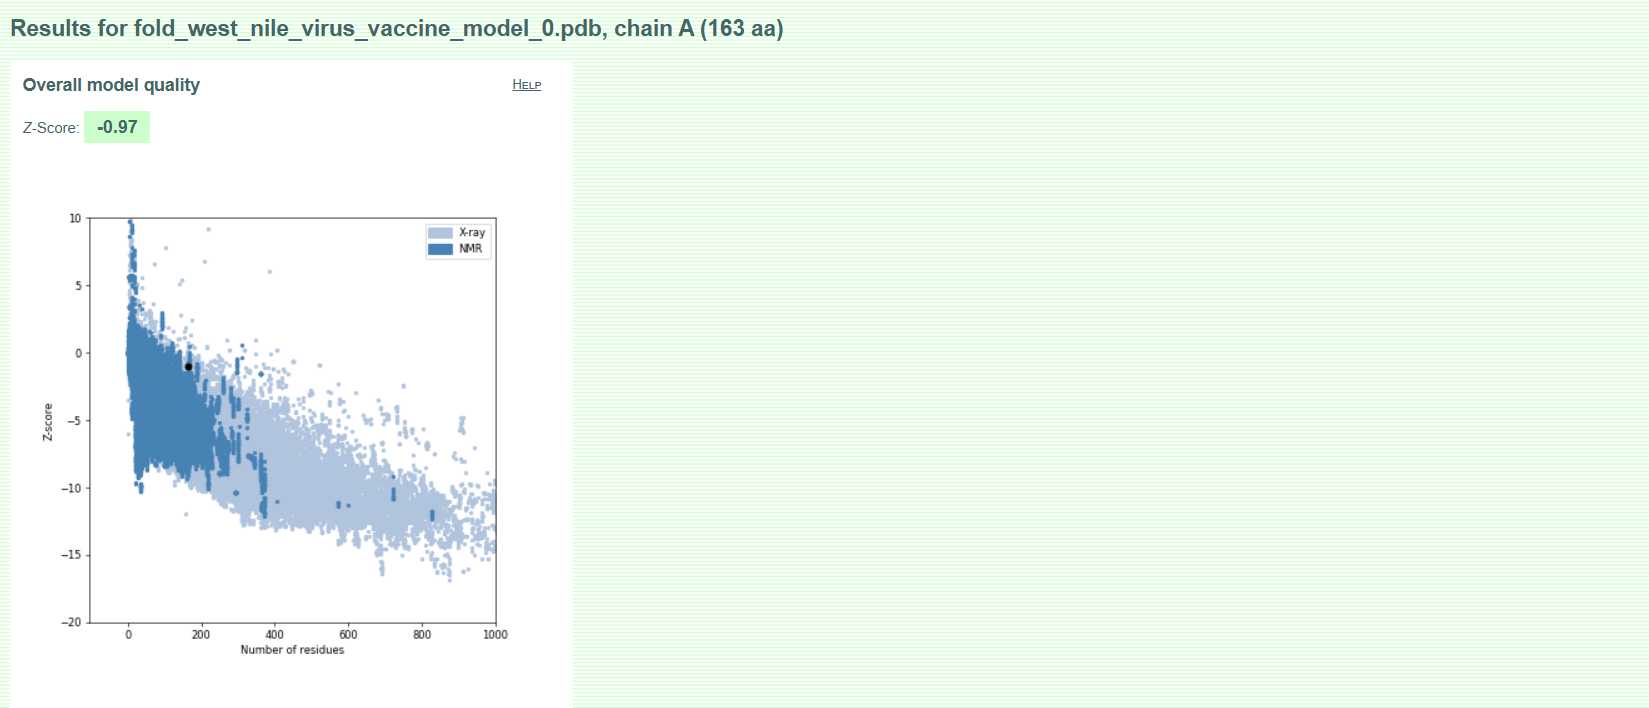 Results for fold_west_nile_virus_vaccine_model_0.pdb, chain A (163 aa)
Overall model quality
HELP
Z-Score: -0.97
X-ray
NMR
10
5
0
−5
−10
−15
−20
Z-score
0
200
400
600
800
1000
Number of residues